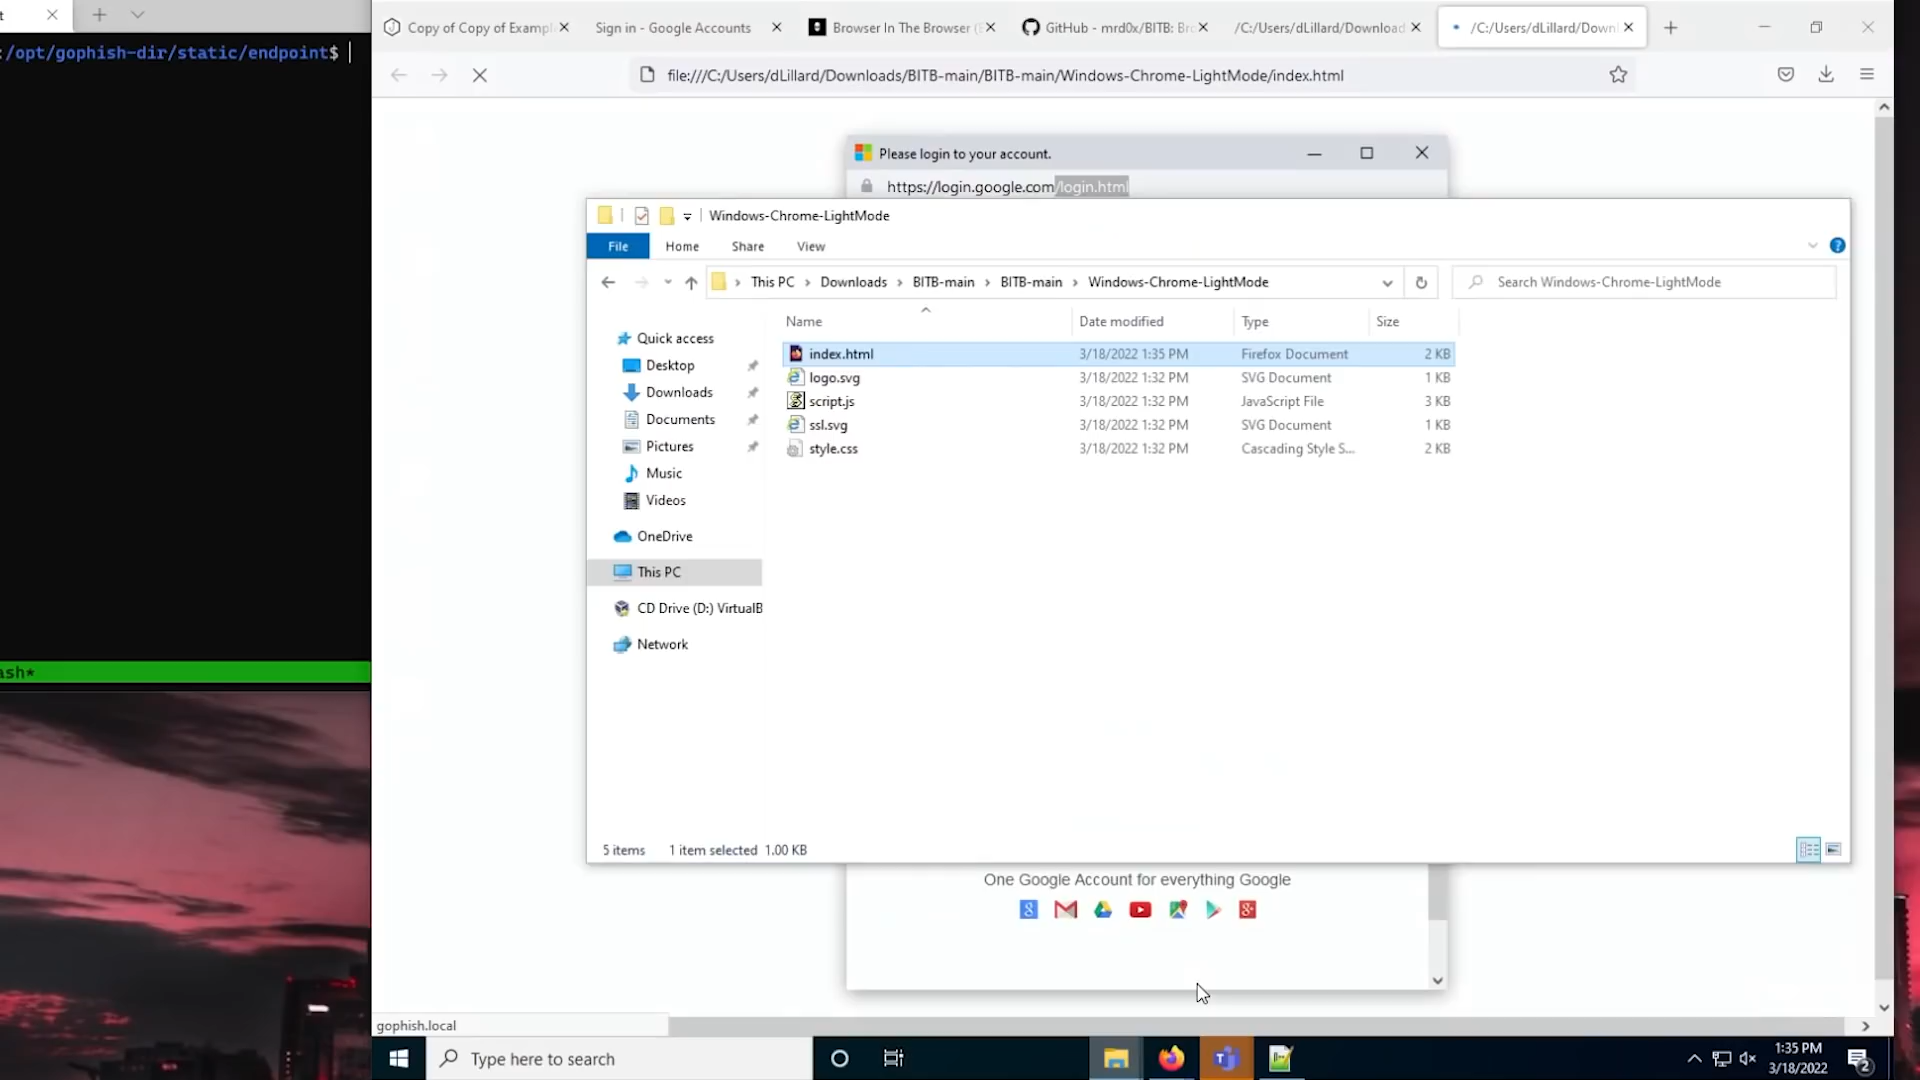 t
:/opt/gophish-dir/static/endpoint$
ash*
Copy of Copy of Exampl
Sign in - Google Accounts
Browser In The Browser (
GitHub - mrd0x/BITB: Br
/C:/Users/dLillard/Download
/C:/Users/dLillard/Downl
file:///C:/Users/dLillard/Downloads/BITB-main/BITB-main/Windows-Chrome-LightMode/index.html
Please login to your account.
https://login.google.com/login.html
Windows-Chrome-LightMode
File Home Share View
This PC Downloads BITB-main BITB-main Windows-Chrome-LightMode
Search Windows-Chrome-LightMode
Name Date modified Type Size
index.html 3/18/2022 1:35 PM Firefox Document 2 KB
logo.svg 3/18/2022 1:32 PM SVG Document 1 KB
script.js 3/18/2022 1:32 PM JavaScript File 3 KB
ssl.svg 3/18/2022 1:32 PM SVG Document 1 KB
style.css 3/18/2022 1:32 PM Cascading Style S... 2 KB
Quick access
Desktop
Downloads
Documents
Pictures
Music
Videos
OneDrive
This PC
CD Drive (D:) VirtualB
Network
5 items 1 item selected 1.00 KB
One Google Account for everything Google
gophish.local
Type here to search
1:35 PM
3/18/2022
2